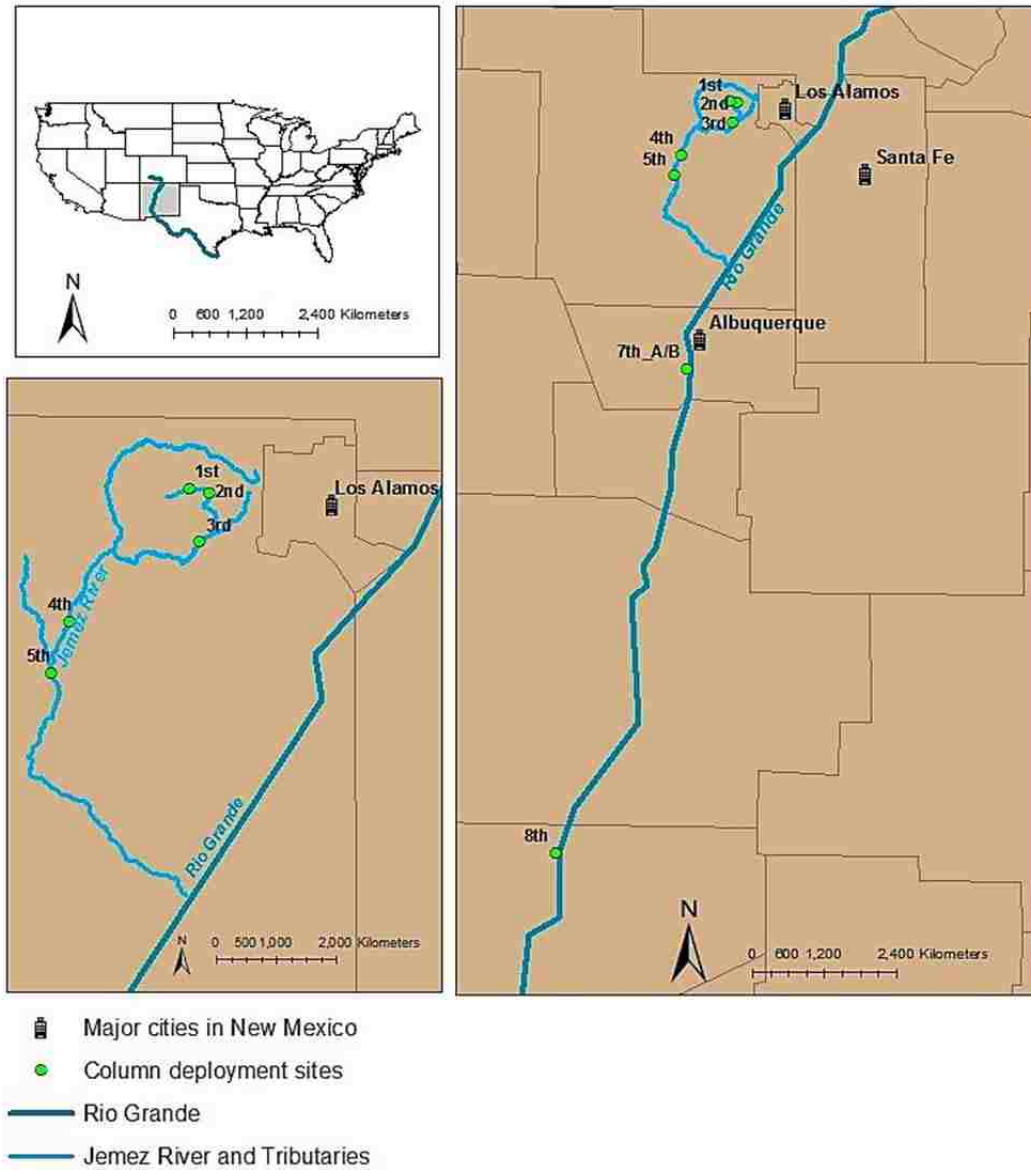 N
0 600 1,200 2,400 Kilometers
1st
2nd
3rd
Los Alamos
4th
5th
Santa Fe
Rio Grande
Albuquerque
7th_A/B
8th
N
0 600 1,200 2,400 Kilometers
1st
2nd
Los Alamos
3rd
4th
Jemez River
5th
Rio Grande
N
0 500 1,000 2,000 Kilometers
Major cities in New Mexico
Column deployment sites
Rio Grande
Jemez River and Tributaries